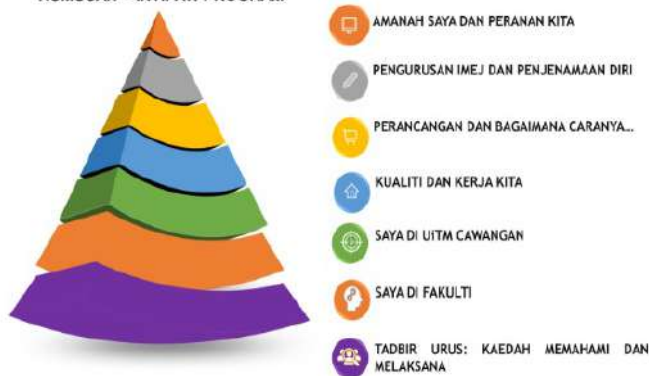 AMANAH SAYA DAN PERANAN KITA
PENGURUSAN IMEJ DAN PENJENAMAAN DIRI
PERANCANGAN DAN BAGAIMANA CARANYA...
KUALITI DAN KERJA KITA
SAYA DI UiTM CAWANGAN
SAYA DI FAKULTI
TADBIR URUS: KAEDAH MEMAHAMI DAN
MELAKSANA